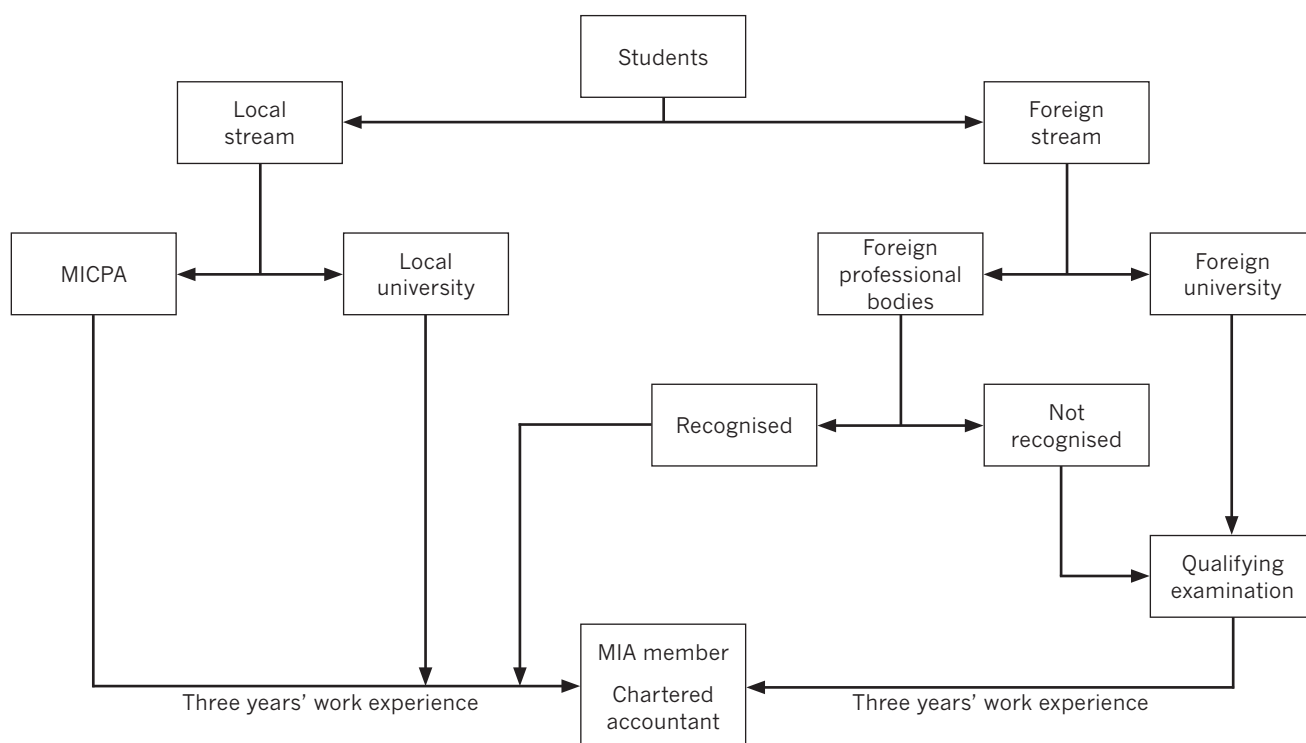 Students
Local
stream
Foreign
stream
MICPA
Local
university
Foreign
professional
bodies
Foreign
university
Recognised
Not
recognised
Qualifying
examination
MIA member
Chartered
accountant
Three years’ work experience
Three years’ work experience